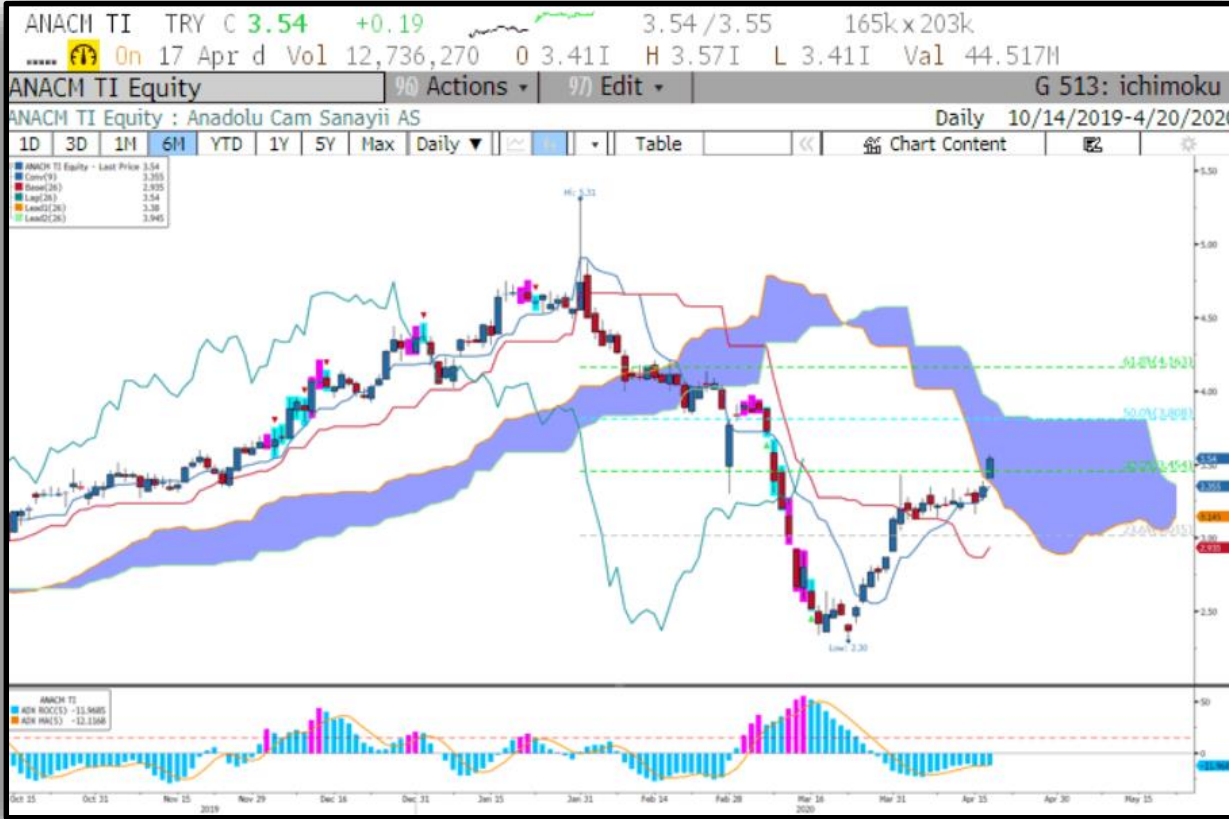 ANACM TI TRY C 3.54 +0.19 3.54/3.55 165k x 203k
On 17 Apr d Vol 12,736,270 O 3.41I H 3.57I L 3.41I Val 44.517M
ANACM TI Equity 96) Actions 97) Edit G 513: ichimoku
ANACM TI Equity : Anadolu Cam Sanayii AS Daily 10/14/2019-4/20/2020
1D 3D 1M 6M YTD 1Y 5Y Max Daily ▼ Table « Chart Content
ANACM TI Equity - Last Price 3.54
Conv(9) 3.355
Base(26) 2.935
Lag(26) 3.54
Lead1(26) 3.38
Lead2(26) 3.945
5.50
Hi: 5.31
5.00
4.50
61.8%(4.163)
4.00
50.0%(3.808)
3.54
3.50
3.355
3.145
3.00
2.935
2.50
Low: 2.30
ANACM TI
ADX ROC(5) -11.9685
ADX MA(5) -12.1168
50
0
Oct 15 Oct 31 Nov 15 Nov 29 Dec 16 Dec 31 Jan 15 Jan 31 Feb 14 Feb 28 Mar 16 Mar 31 Apr 15 Apr 30 May 15
2019 2020